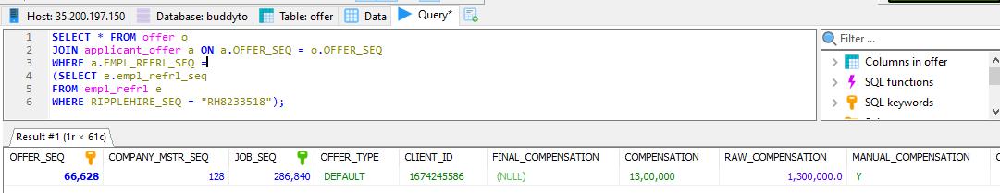 Host: 35.200.197.150 Database: buddyto Table: offer Data Query*
1 SELECT * FROM offer o
2 JOIN applicant_offer a ON a.OFFER_SEQ = o.OFFER_SEQ
3 WHERE a.EMPL_REFRL_SEQ =
4 (SELECT e.empl_refrl_seq
5 FROM empl_refrl e
6 WHERE RIPPLEHIRE_SEQ = "RH8233518");
Filter ...
Columns in offer
SQL functions
SQL keywords
Result #1 (1r × 61c)
OFFER_SEQ COMPANY_MSTR_SEQ JOB_SEQ OFFER_TYPE CLIENT_ID FINAL_COMPENSATION COMPENSATION RAW_COMPENSATION MANUAL_COMPENSATION
66,628 128 286,840 DEFAULT 1674245586 (NULL) 13,00,000 1,300,000.0 Y